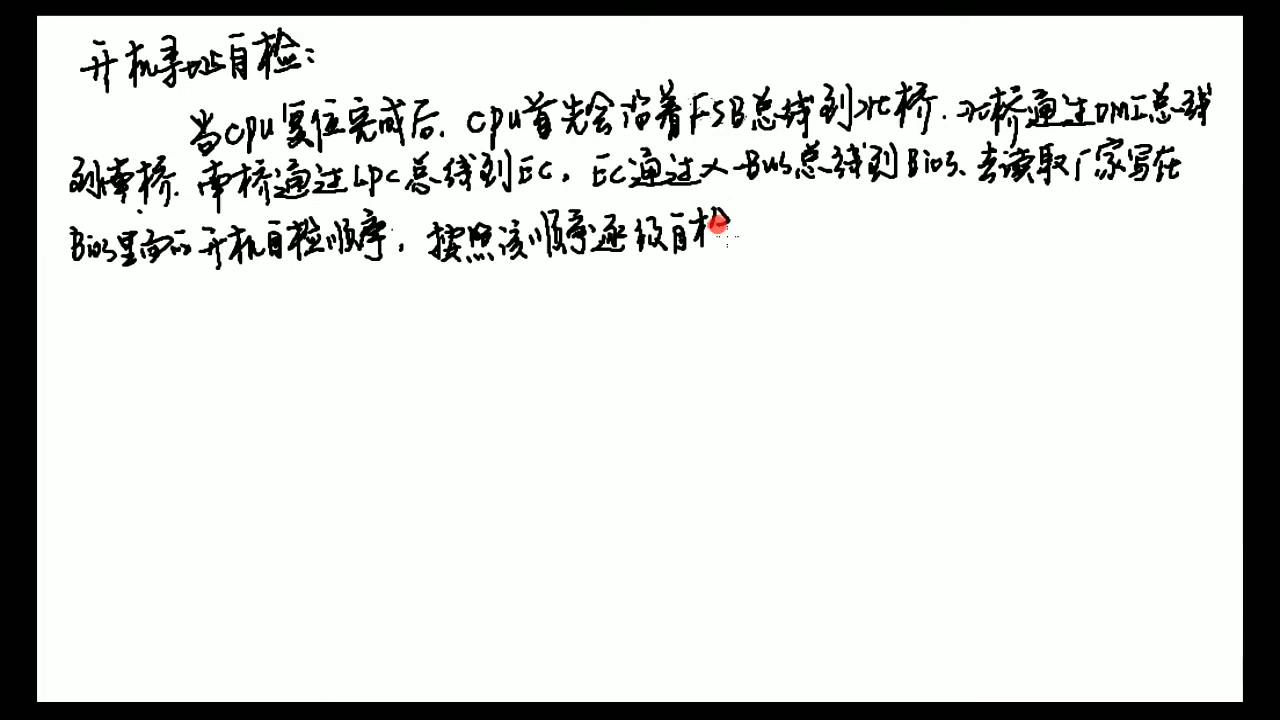 开机寻址自检：
当CPU复位完成后.CPU首先会沿着FSB总线到北桥.北桥通过DMI总线
到南桥.南桥通过LPC总线到EC.EC通过X-Bus总线到Bios、去读取厂家写在
Bios里面的开机自检顺序，按照该顺序逐级自检